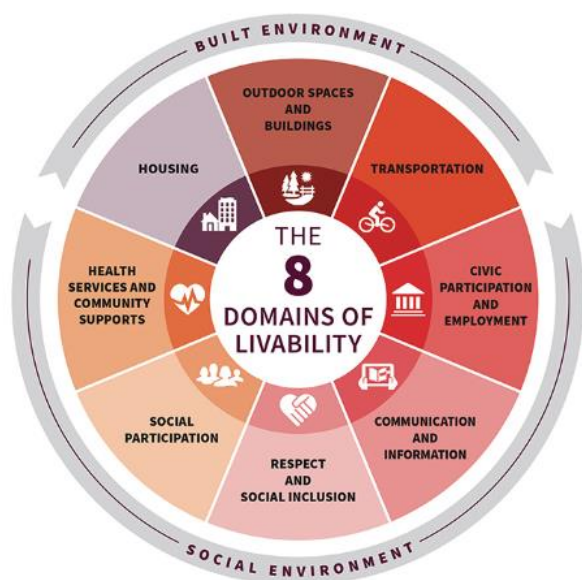 BUILT ENVIRONMENT
OUTDOOR SPACES
AND
BUILDINGS
TRANSPORTATION
CIVIC
PARTICIPATION
AND
EMPLOYMENT
COMMUNICATION
AND
INFORMATION
RESPECT
AND
SOCIAL INCLUSION
SOCIAL
PARTICIPATION
HEALTH
SERVICES AND
COMMUNITY
SUPPORTS
HOUSING
THE
8
DOMAINS OF
LIVABILITY
SOCIAL ENVIRONMENT